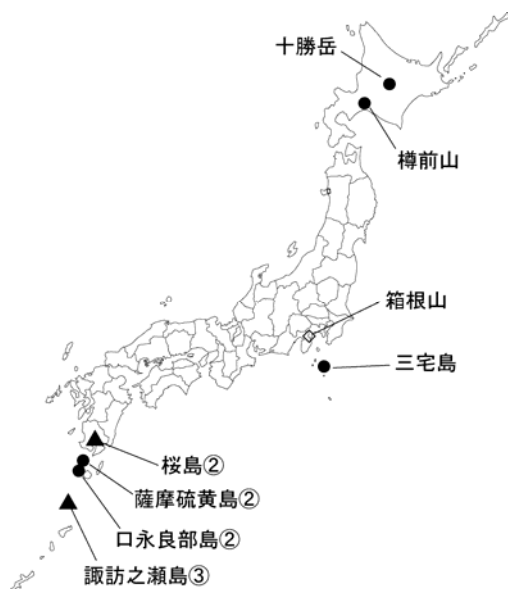 十勝岳
樽前山
箱根山
三宅島
桜島②
薩摩硫黄島②
口永良部島②
諏訪之瀬島③